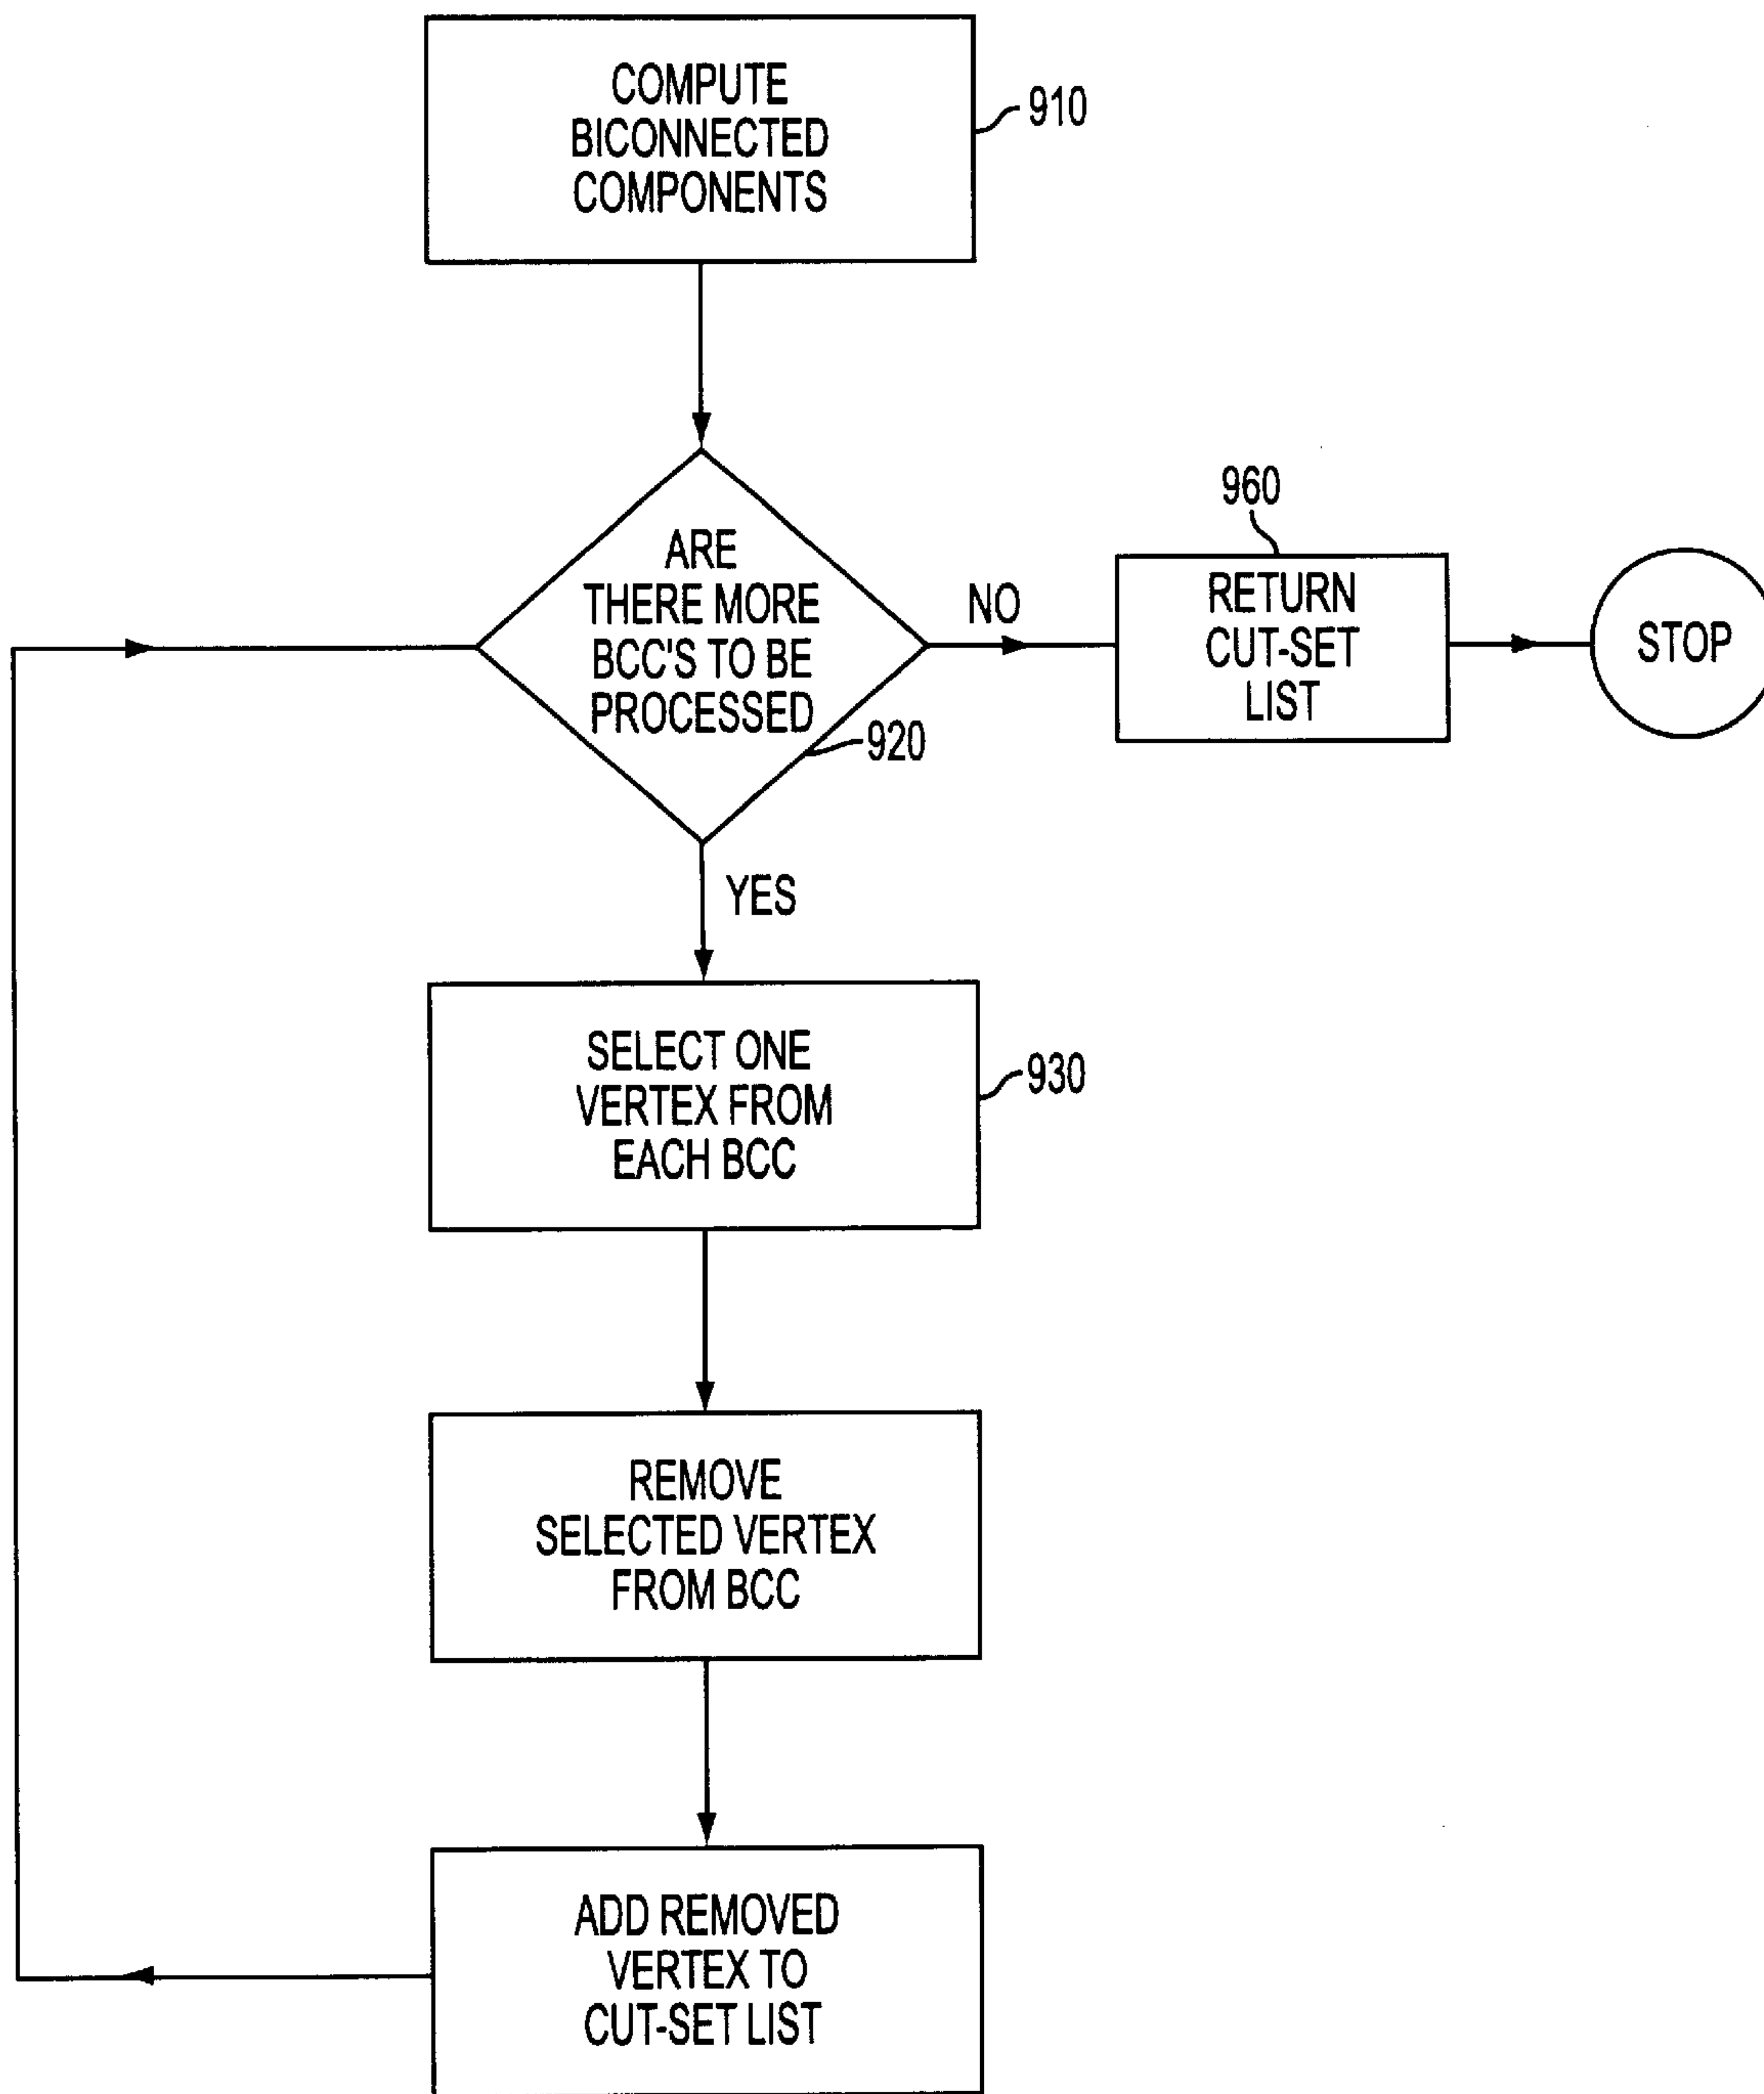 COMPUTE
BICONNECTED
COMPONENTS
910
ARE
THERE MORE
BCC'S TO BE
PROCESSED
920
NO
960
RETURN
CUT-SET
LIST
STOP
YES
SELECT ONE
VERTEX FROM
EACH BCC
930
REMOVE
SELECTED VERTEX
FROM BCC
ADD REMOVED
VERTEX TO
CUT-SET LIST